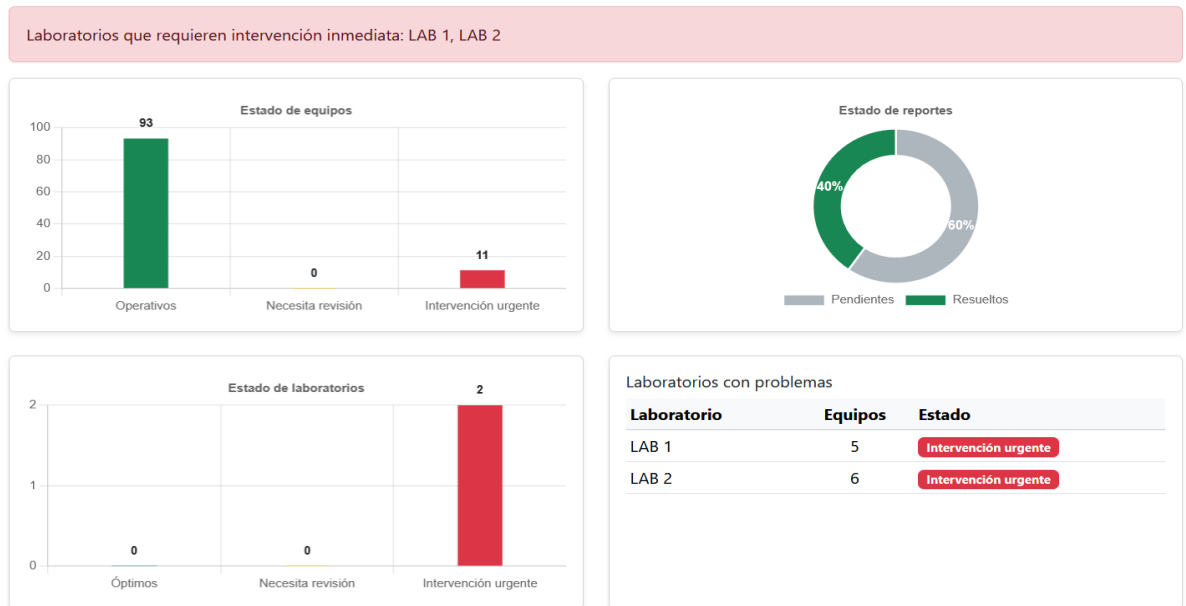 Laboratorios que requieren intervención inmediata: LAB 1, LAB 2
Estado de equipos
100
80
60
40
20
0
93
0
11
Operativos
Necesita revisión
Intervención urgente
Estado de reportes
40%
60%
Pendientes
Resueltos
Estado de laboratorios
2
1
0
0
0
2
Óptimos
Necesita revisión
Intervención urgente
Laboratorios con problemas
Laboratorio Equipos Estado
LAB 1 5 Intervención urgente
LAB 2 6 Intervención urgente